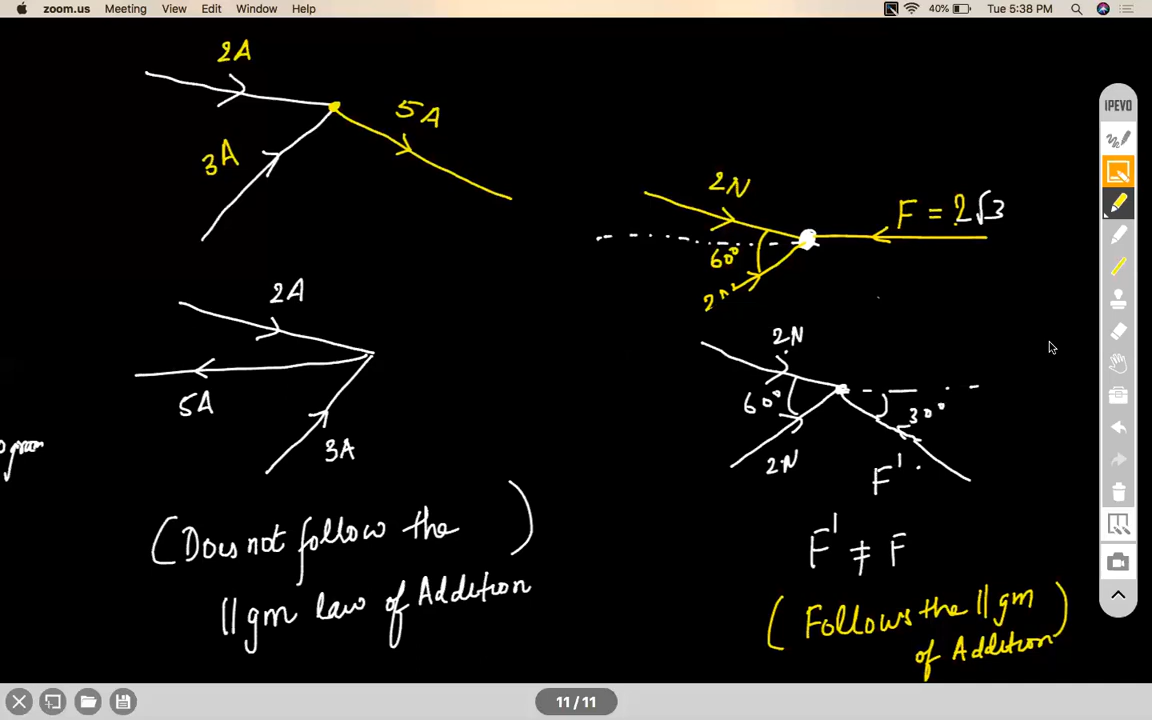 zoom.us Meeting View Edit Window Help
40% Tue 5:38 PM
IPEVO
2A
5A
3A
2A
5A
3A
(Does not follow the )
||gm law of Addition
2N
F = 2√3
60°
2N
60°
30°
2N
F'
F' ≠ F
(Follows the ||gm )
of Addition
11 / 11